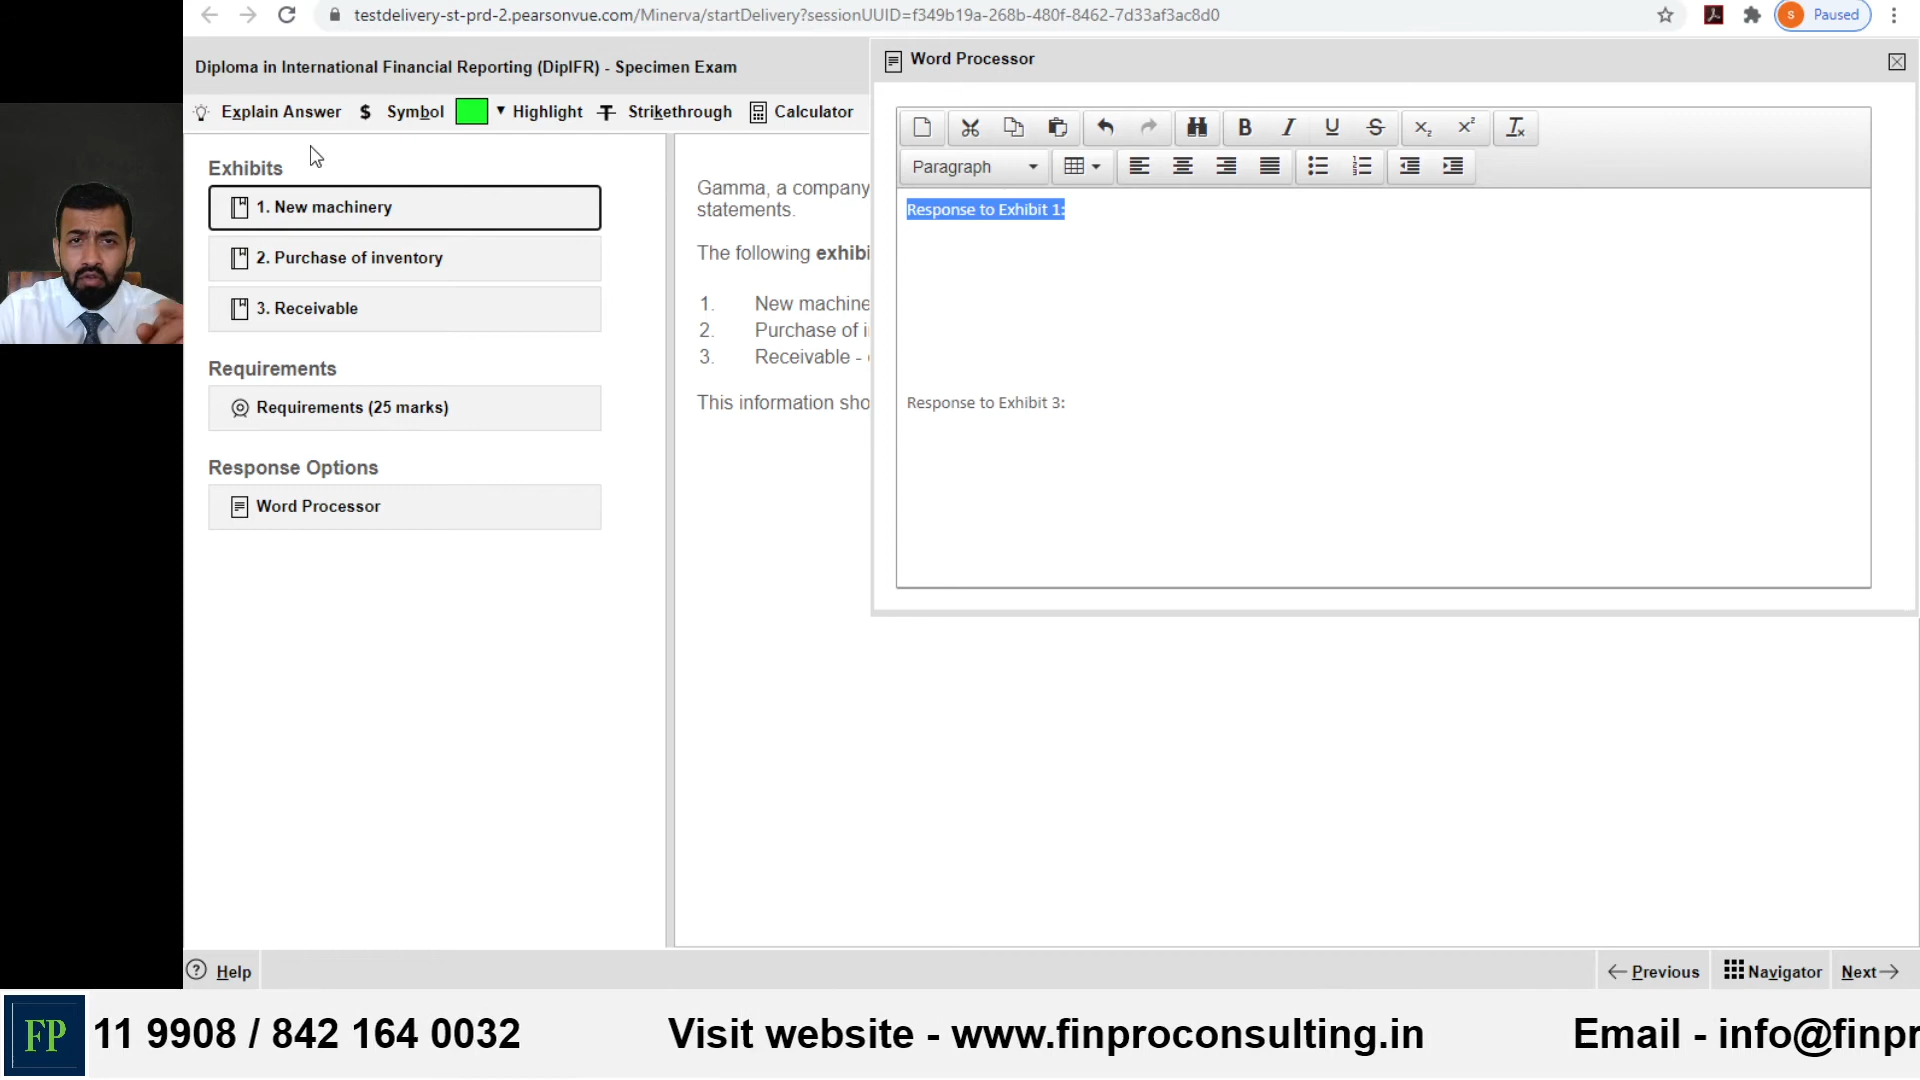 testdelivery-st-prd-2.pearsonvue.com/Minerva/startDelivery?sessionUUID=f349b19a-268b-480f-8462-7d33af3ac8d0
S
Paused
Diploma in International Financial Reporting (DipIFR) - Specimen Exam
Word Processor
Explain Answer
$ Symbol
Highlight
Strikethrough
Calculator
B I U S x₂ x² Ix
Paragraph
Exhibits
1. New machinery
2. Purchase of inventory
3. Receivable
Requirements
Requirements (25 marks)
Response Options
Word Processor
Gamma, a company
statements.
The following exhibi
1. New machine
2. Purchase of i
3. Receivable -
This information sho
Response to Exhibit 1:
Response to Exhibit 3:
Help
Previous
Navigator
Next
FP
11 9908 / 842 164 0032
Visit website - www.finproconsulting.in
Email - info@finpr